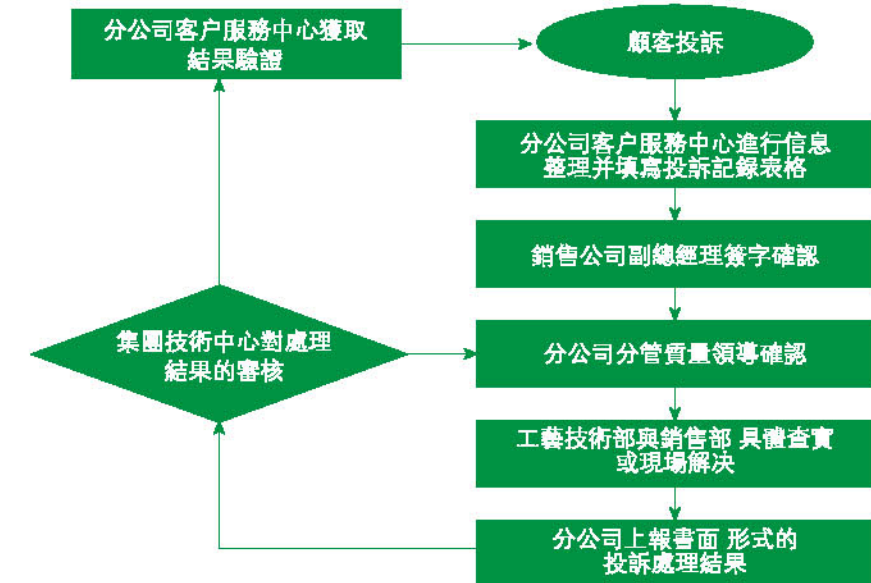 分公司客户服務中心獲取
結果驗證
顧客投訴
分公司客户服務中心進行信息
整理并填寫投訴記錄表格
銷售公司副總經理簽字確認
集團技術中心對處理
結果的審核
分公司分管質量領導確認
工藝技術部與銷售部 具體查實
或現場解决
分公司上報書面 形式的
投訴處理結果